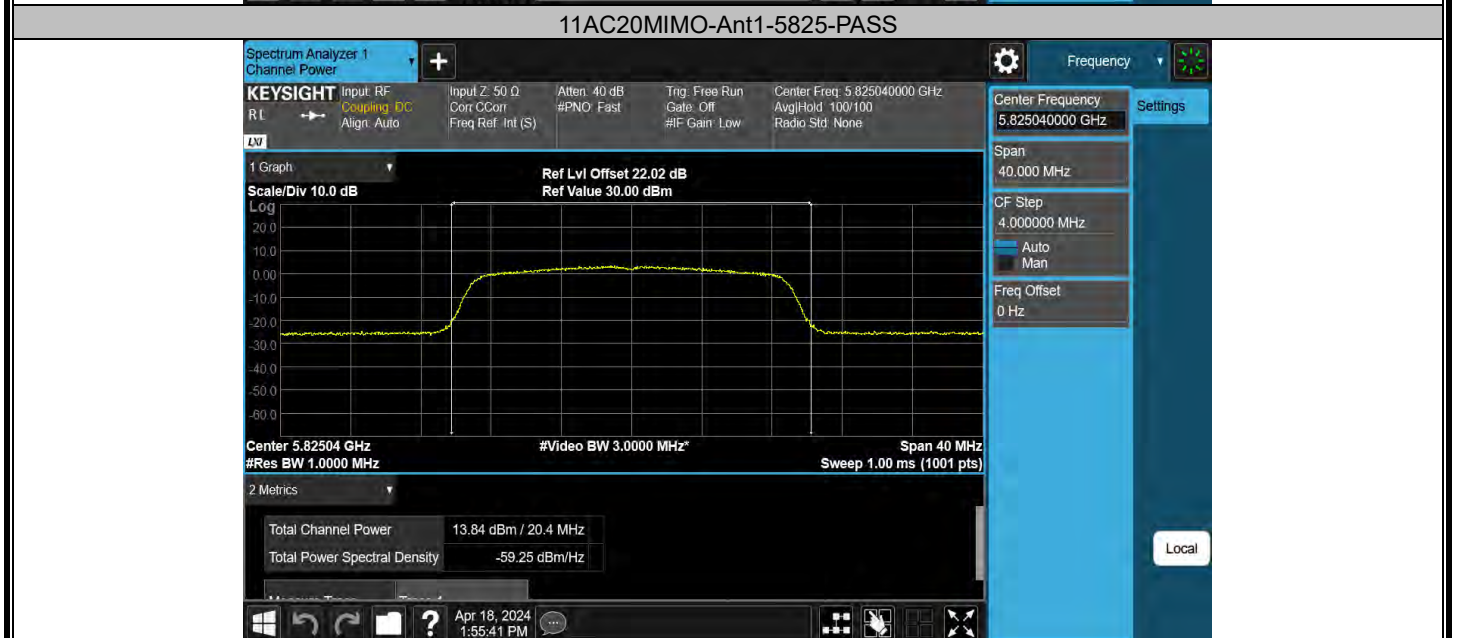 11AC20MIMO-Ant1-5825-PASS
Spectrum Analyzer 1
Channel Power
+
Frequency
KEYSIGHT
R L
LXI
Input: RF
Coupling: DC
Align: Auto
Input Z: 50 Ω
Corr CCorr
Freq Ref: Int (S)
Atten: 40 dB
#PNO: Fast
Trig: Free Run
Gate: Off
#IF Gain: Low
Center Freq: 5.825040000 GHz
Avg|Hold: 100/100
Radio Std: None
Center Frequency
5.825040000 GHz
Settings
Span
40.000 MHz
CF Step
4.000000 MHz
Auto
Man
Freq Offset
0 Hz
1 Graph
Scale/Div 10.0 dB
Ref Lvl Offset 22.02 dB
Ref Value 30.00 dBm
Log
20.0
10.0
0.00
-10.0
-20.0
-30.0
-40.0
-50.0
-60.0
Center 5.82504 GHz
#Video BW 3.0000 MHz*
Span 40 MHz
#Res BW 1.0000 MHz
Sweep 1.00 ms (1001 pts)
2 Metrics
Total Channel Power 13.84 dBm / 20.4 MHz
Total Power Spectral Density -59.25 dBm/Hz
Local
?
Apr 18, 2024
1:55:41 PM